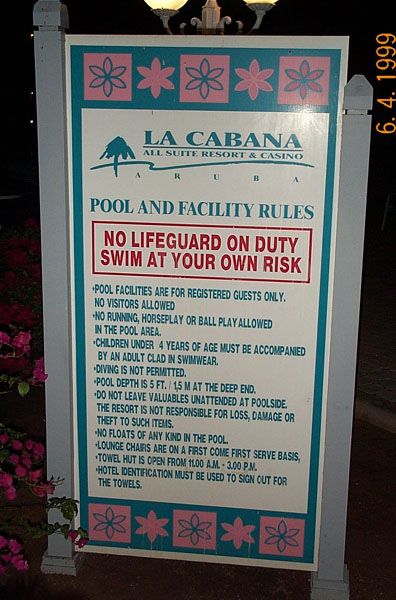 6. 4. 1999
LA CABANA
ALL SUITE RESORT & CASINO
ARUBA
POOL AND FACILITY RULES
NO LIFEGUARD ON DUTY
SWIM AT YOUR OWN RISK
•POOL FACILITIES ARE FOR REGISTERED GUESTS ONLY.
NO VISITORS ALLOWED
•NO RUNNING, HORSEPLAY OR BALL PLAY ALLOWED
IN THE POOL AREA.
•CHILDREN UNDER 4 YEARS OF AGE MUST BE ACCOMPANIED
BY AN ADULT CLAD IN SWIMWEAR.
•DIVING IS NOT PERMITTED.
•POOL DEPTH IS 5 FT. / 1,5 M AT THE DEEP END.
•DO NOT LEAVE VALUABLES UNATTENDED AT POOLSIDE.
THE RESORT IS NOT RESPONSIBLE FOR LOSS, DAMAGE OR
THEFT TO SUCH ITEMS.
•NO FLOATS OF ANY KIND IN THE POOL.
•LOUNGE CHAIRS ARE ON A FIRST COME FIRST SERVE BASIS,
•TOWEL HUT IS OPEN FROM 11.00 A.M. - 3.00 P.M.
•HOTEL IDENTIFICATION MUST BE USED TO SIGN OUT FOR
THE TOWELS.